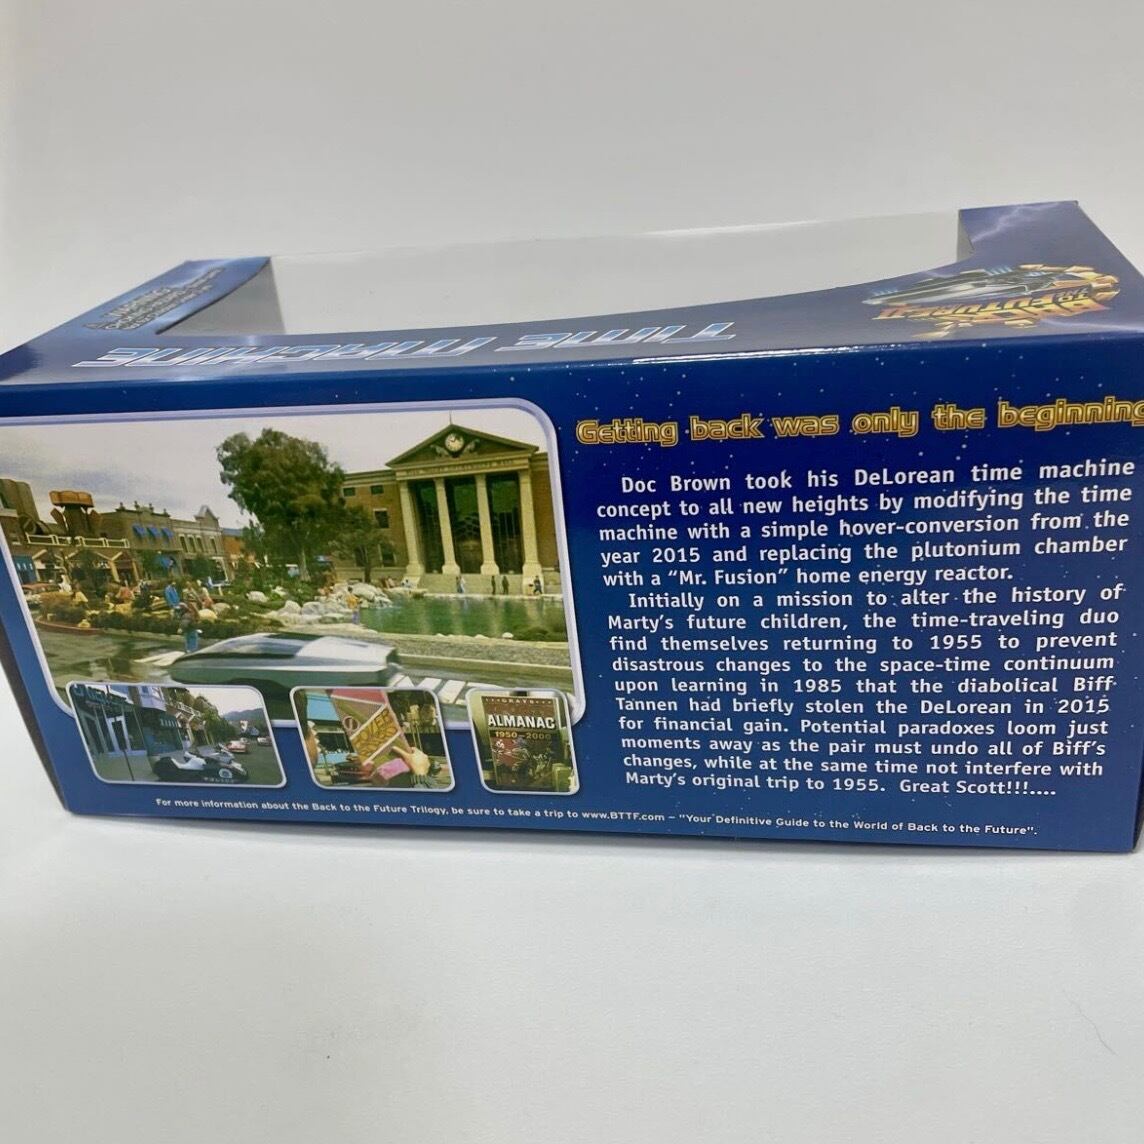 WARNING:
TIME MACHINE
BACK
TO THE
FUTURE II
Getting back was only the beginning
Doc Brown took his DeLorean time machine
concept to all new heights by modifying the time
machine with a simple hover-conversion from the
year 2015 and replacing the plutonium chamber
with a "Mr. Fusion" home energy reactor.
Initially on a mission to alter the history of
Marty's future children, the time-traveling duo
find themselves returning to 1955 to prevent
disastrous changes to the space-time continuum
upon learning in 1985 that the diabolical Biff
Tannen had briefly stolen the DeLorean in 2015
for financial gain. Potential paradoxes loom just
moments away as the pair must undo all of Biff's
changes, while at the same time not interfere with
Marty's original trip to 1955. Great Scott!!!....
GRAYS
ALMANAC
1950-2000
For more information about the Back to the Future Trilogy, be sure to take a trip to www.BTTF.com – "Your Definitive Guide to the World of Back to the Future".